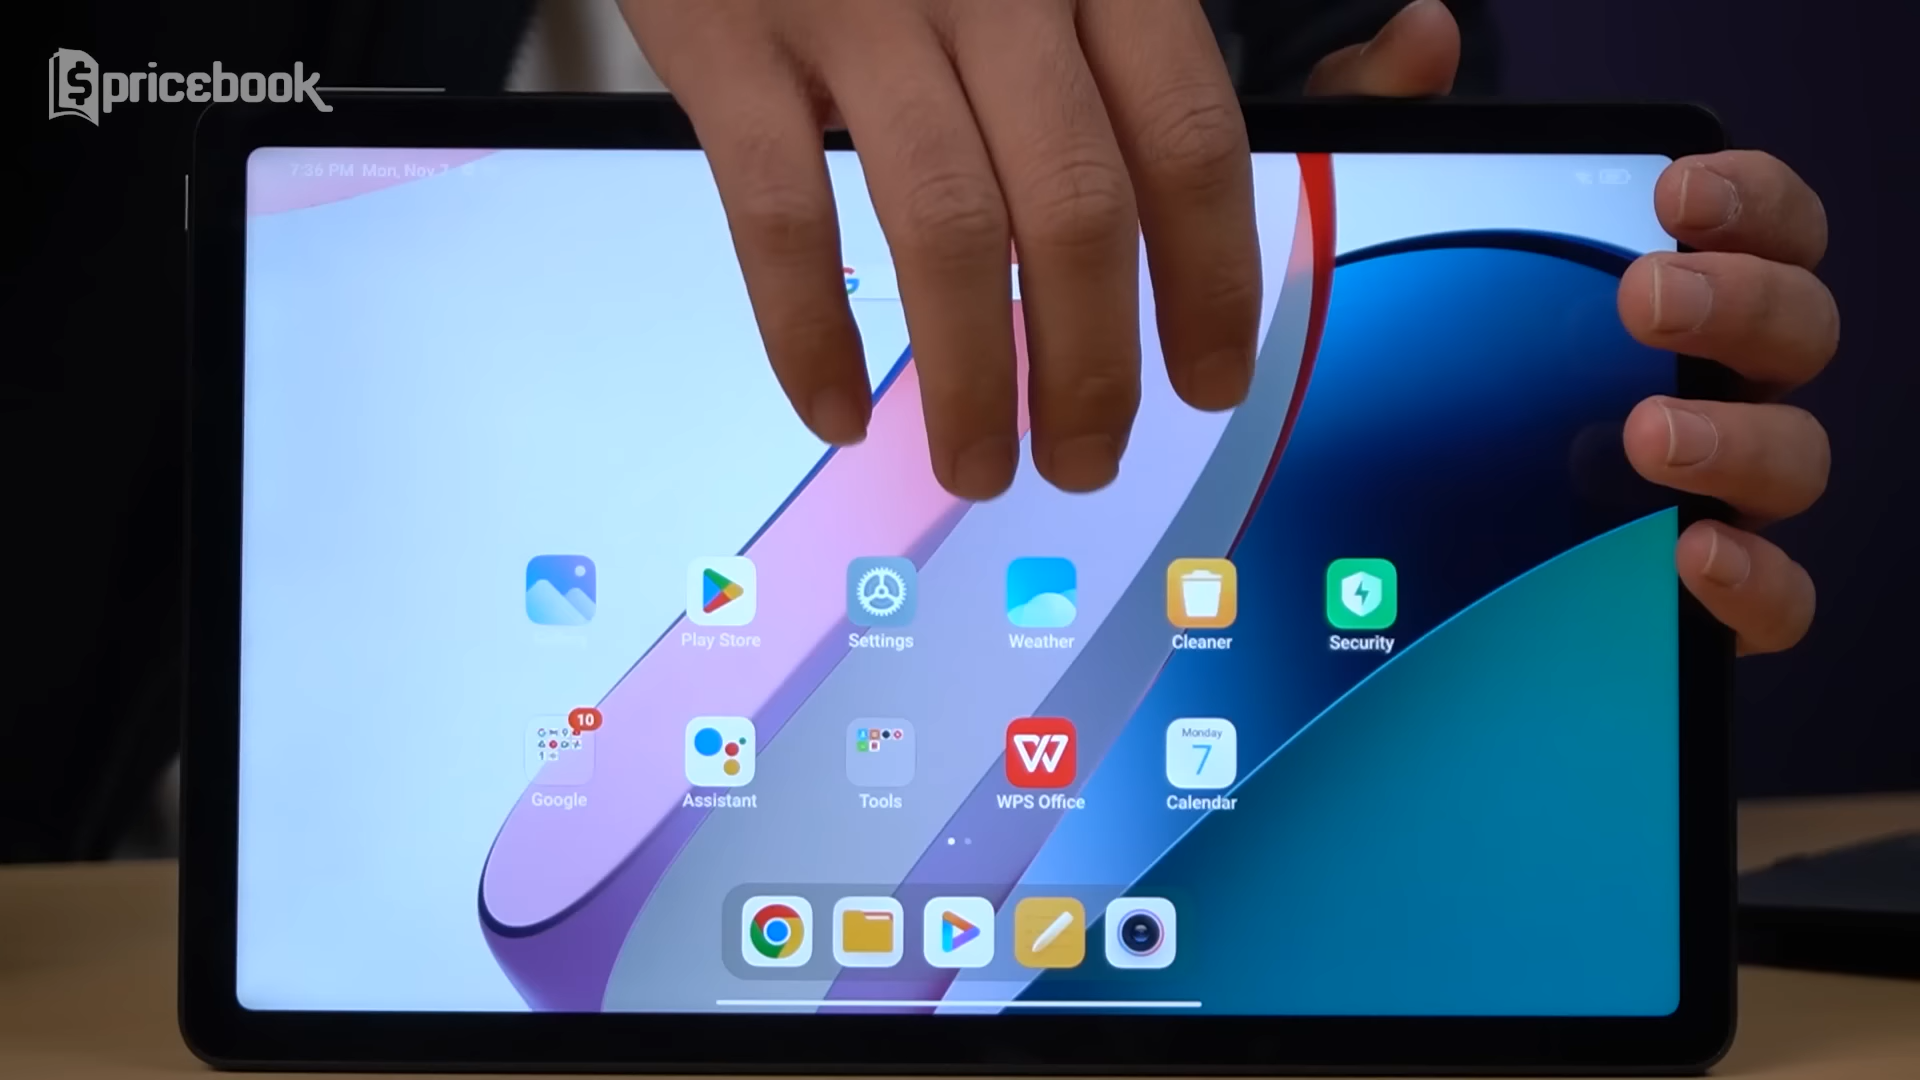 pricebook
7:36 PM Mon, Nov 7
G
Play Store
Settings
Weather
Cleaner
Security
10
Google
Assistant
Tools
W
WPS Office
Monday
7
Calendar